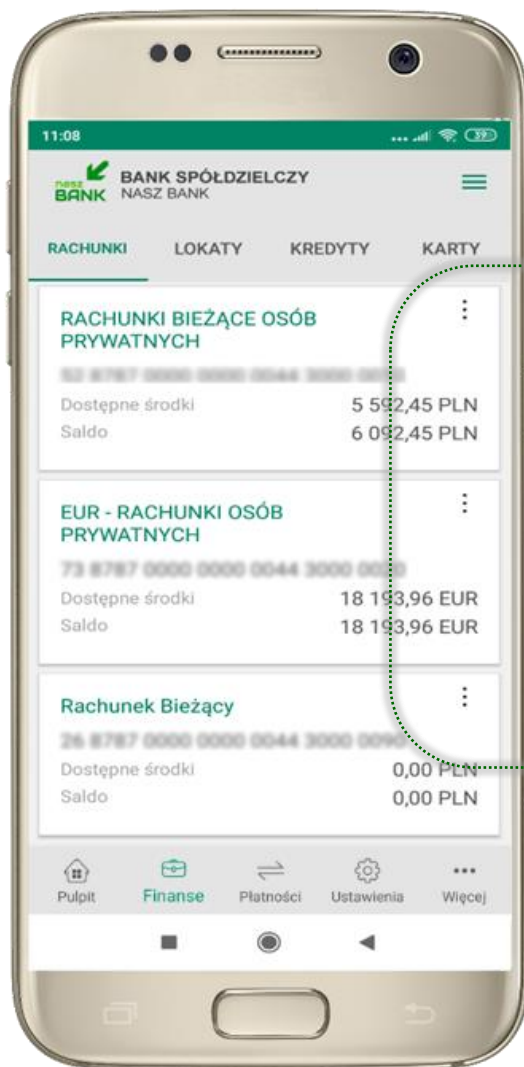 11:08
39
nasz BANK
BANK SPÓŁDZIELCZY
NASZ BANK
RACHUNKI LOKATY KREDYTY KARTY
RACHUNKI BIEŻĄCE OSÓB
PRYWATNYCH
Dostępne środki 5 592,45 PLN
Saldo 6 092,45 PLN
EUR - RACHUNKI OSÓB
PRYWATNYCH
Dostępne środki 18 193,96 EUR
Saldo 18 193,96 EUR
Rachunek Bieżący
Dostępne środki 0,00 PLN
Saldo 0,00 PLN
Pulpit Finanse Płatności Ustawienia Więcej